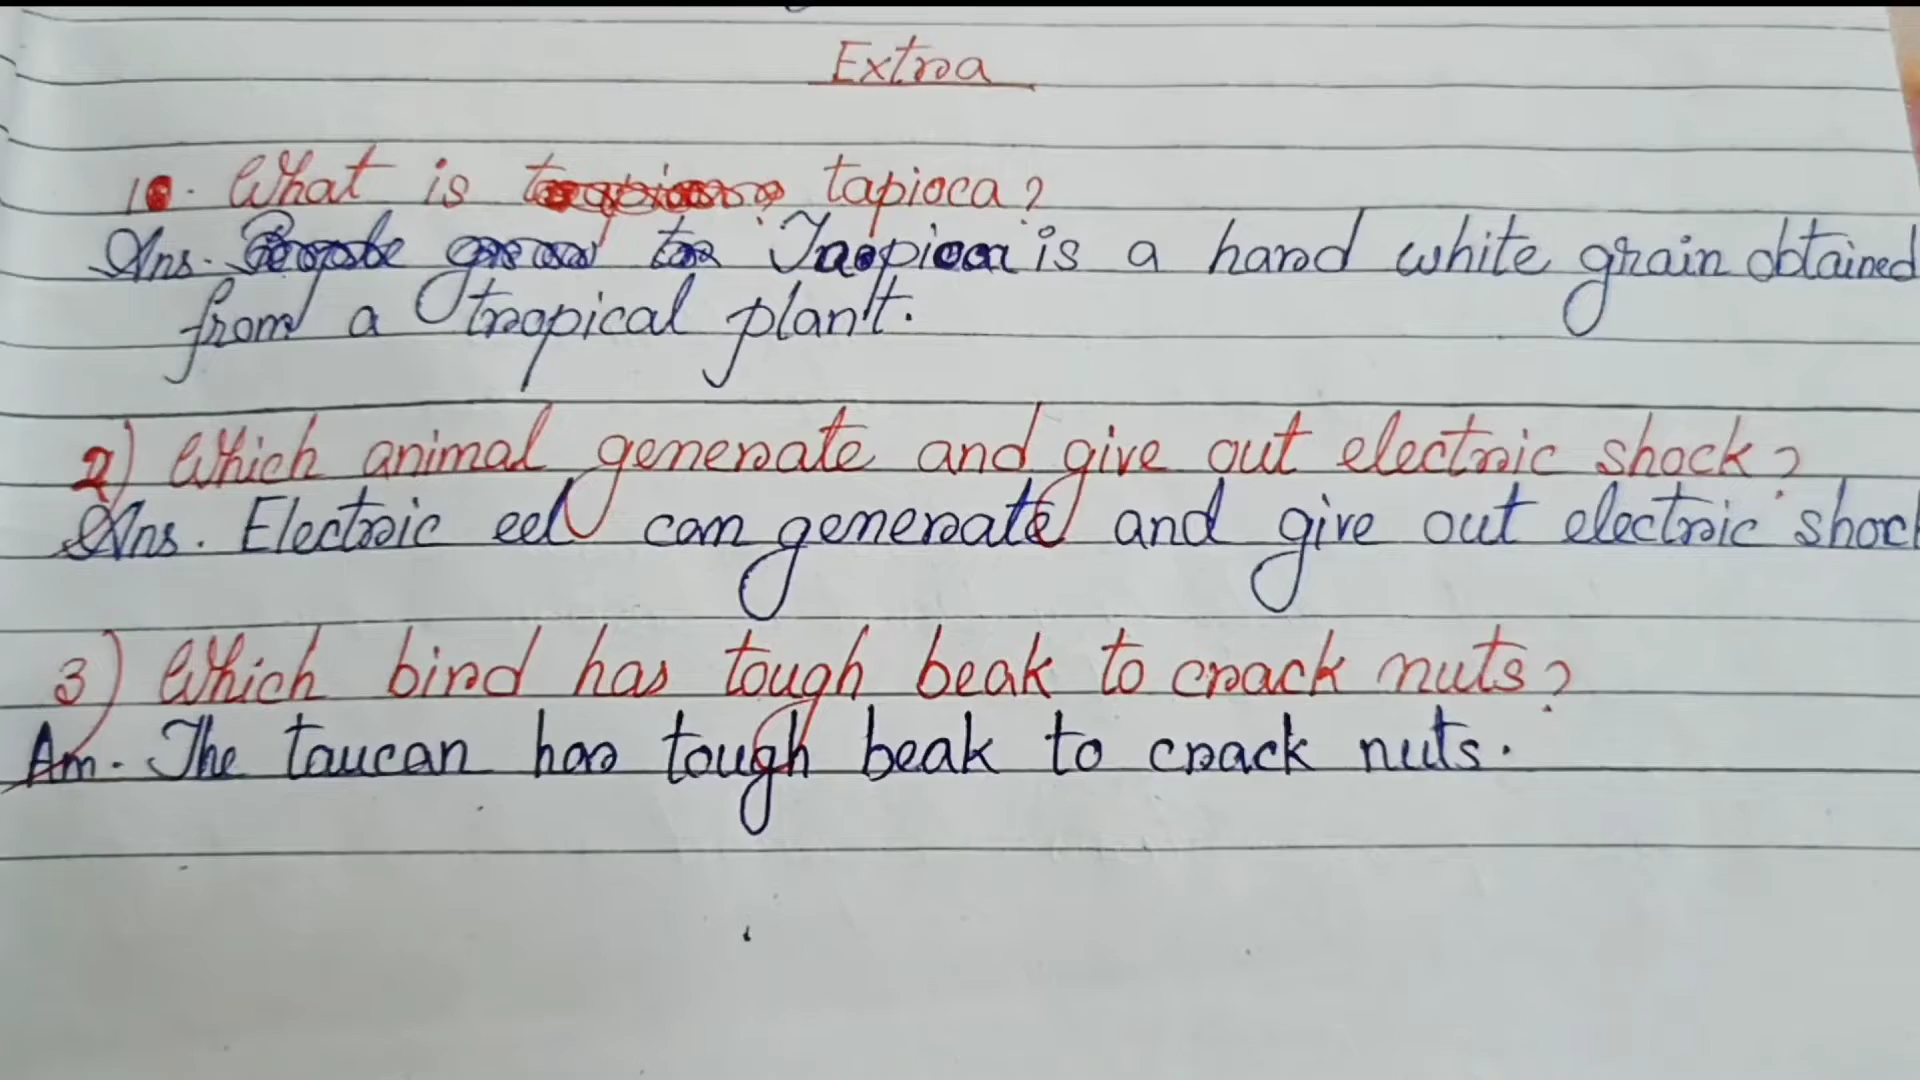 Extra
1. What is tapioca?
Ans. Tapioca is a hard white grain obtained
from a tropical plant.
2) Which animal generate and give out electric shock?
Ans. Electric eel can generate and give out electric shock
3) Which bird has tough beak to crack nuts?
Ans. The taucan has tough beak to crack nuts.